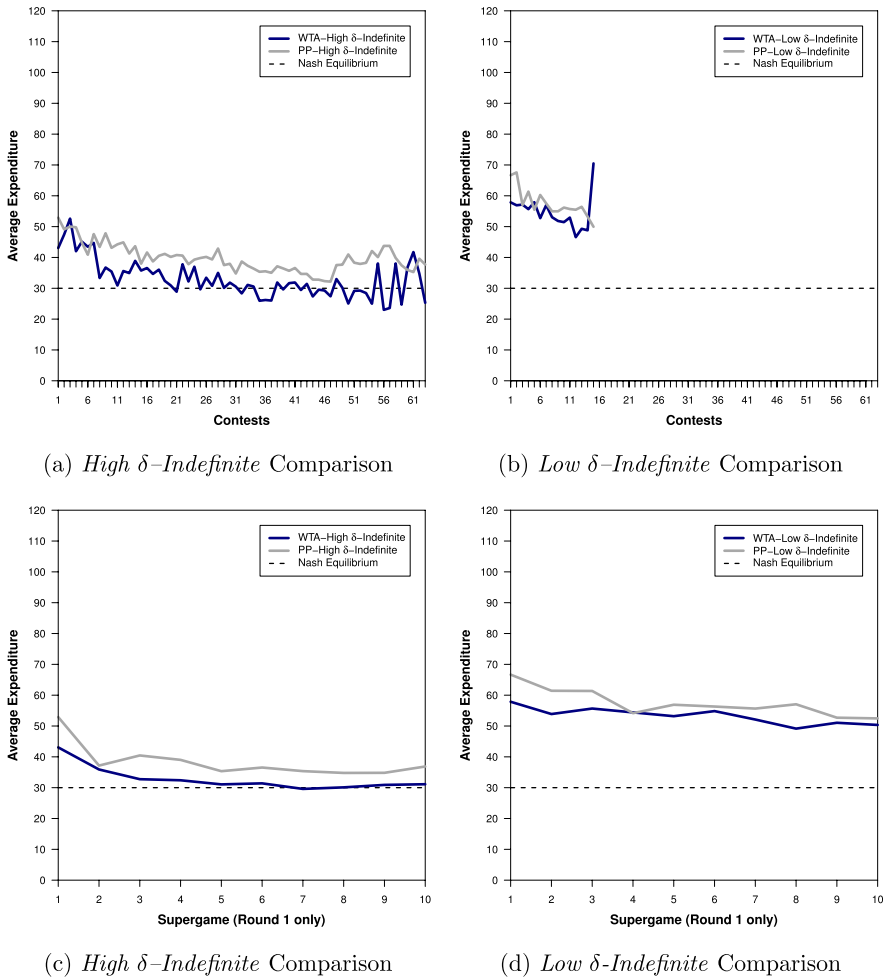 120
110
100
90
80
70
60
50
40
30
20
10
0
Average Expenditure
WTA–High δ–Indefinite
PP–High δ–Indefinite
Nash Equilibrium
1 6 11 16 21 26 31 36 41 46 51 56 61
Contests
(a) High δ–Indefinite Comparison
120
110
100
90
80
70
60
50
40
30
20
10
0
Average Expenditure
WTA–Low δ–Indefinite
PP–Low δ–Indefinite
Nash Equilibrium
1 6 11 16 21 26 31 36 41 46 51 56 61
Contests
(b) Low δ–Indefinite Comparison
120
110
100
90
80
70
60
50
40
30
20
10
0
Average Expenditure
WTA–High δ–Indefinite
PP–High δ–Indefinite
Nash Equilibrium
1 2 3 4 5 6 7 8 9 10
Supergame (Round 1 only)
(c) High δ–Indefinite Comparison
120
110
100
90
80
70
60
50
40
30
20
10
0
Average Expenditure
WTA–Low δ–Indefinite
PP–Low δ–Indefinite
Nash Equilibrium
1 2 3 4 5 6 7 8 9 10
Supergame (Round 1 only)
(d) Low δ-Indefinite Comparison